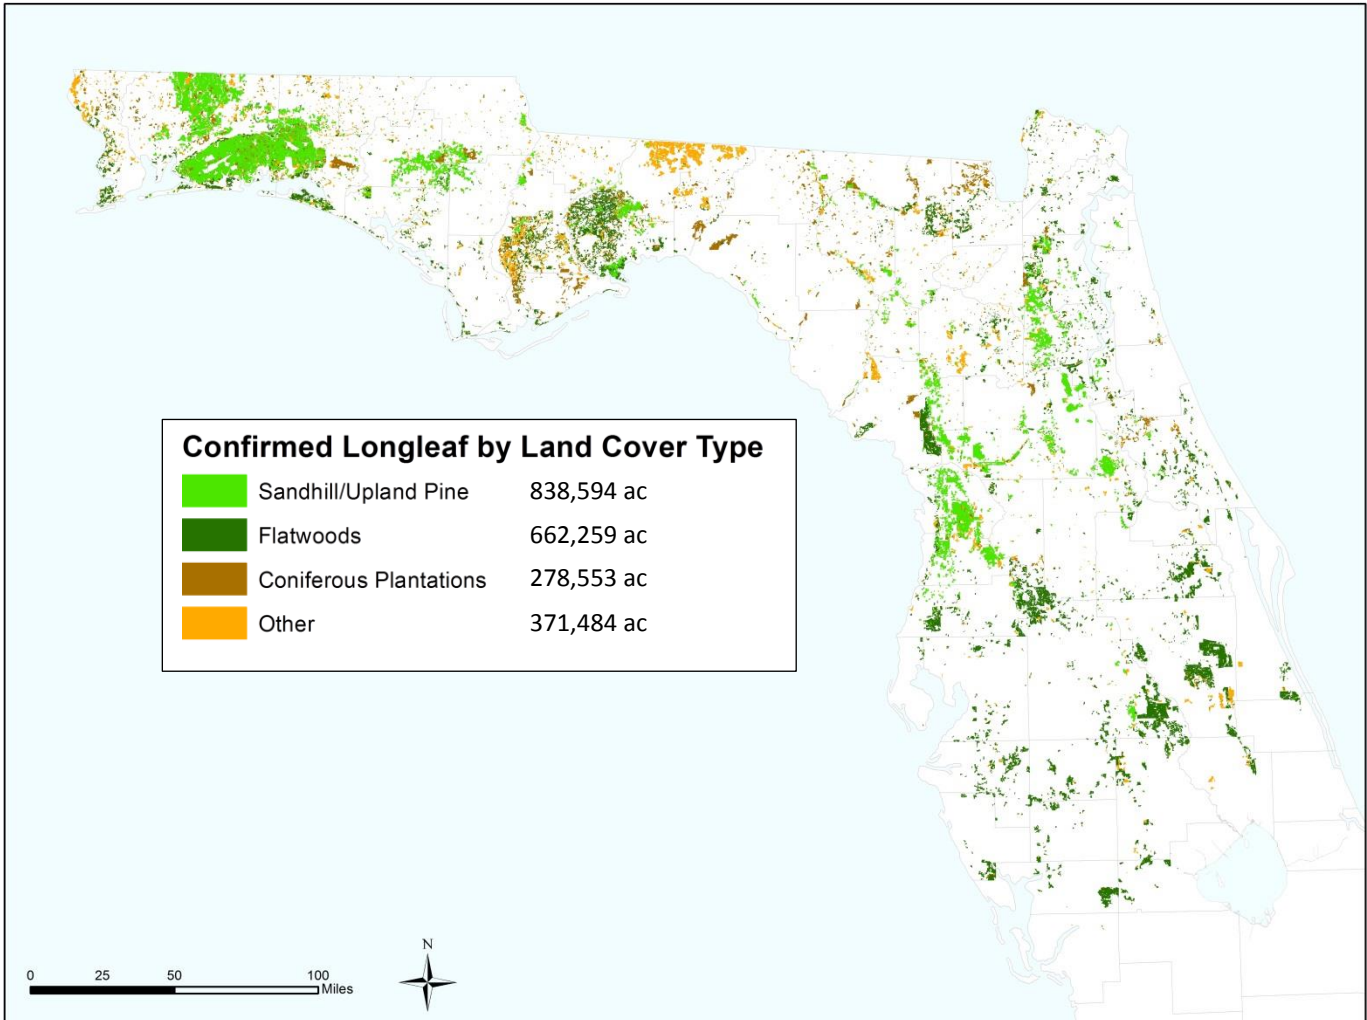 Confirmed Longleaf by Land Cover Type
Sandhill/Upland Pine 838,594 ac
Flatwoods 662,259 ac
Coniferous Plantations 278,553 ac
Other 371,484 ac
N
0 25 50 100
Miles